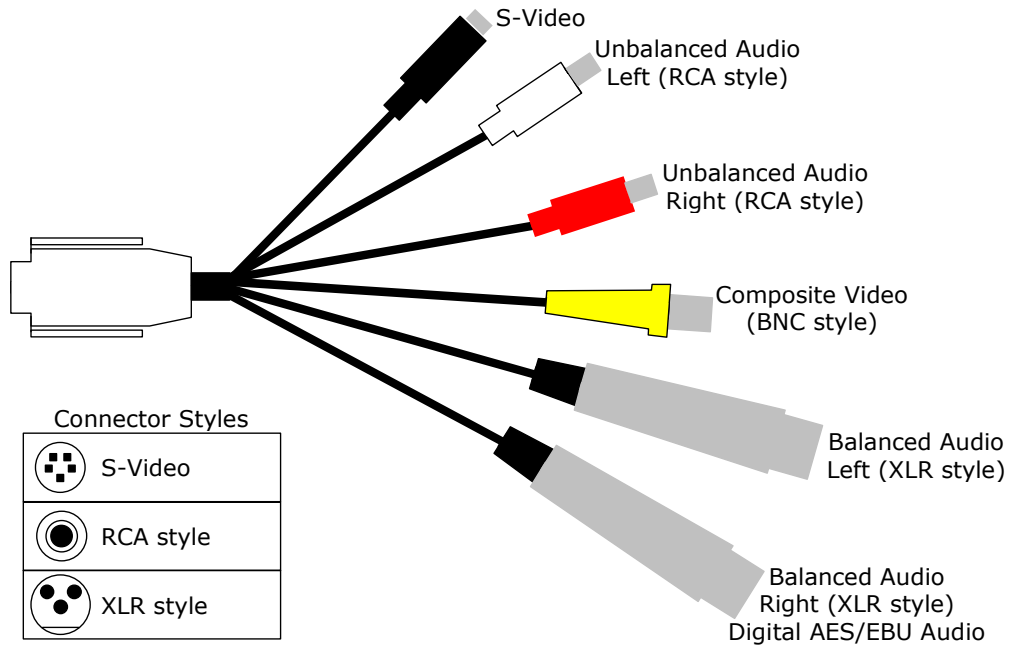 S-Video
Unbalanced Audio
Left (RCA style)
Unbalanced Audio
Right (RCA style)
Composite Video
(BNC style)
Balanced Audio
Left (XLR style)
Balanced Audio
Right (XLR style)
Digital AES/EBU Audio
Connector Styles
S-Video
RCA style
XLR style